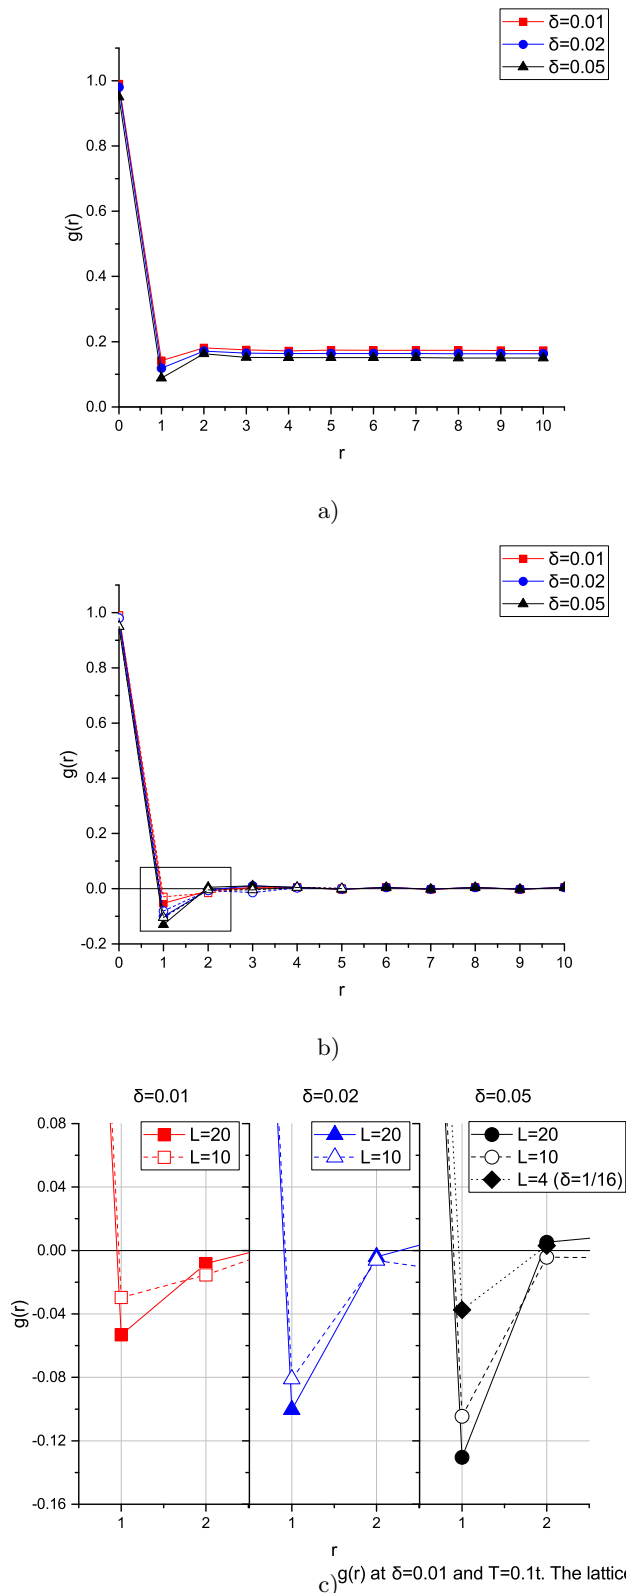 δ=0.01
δ=0.02
δ=0.05
1.0
0.8
0.6
0.4
0.2
0.0
g(r)
0 1 2 3 4 5 6 7 8 9 10
r
a)
δ=0.01
δ=0.02
δ=0.05
1.0
0.8
0.6
0.4
0.2
0.0
-0.2
g(r)
0 1 2 3 4 5 6 7 8 9 10
r
b)
δ=0.01 δ=0.02 δ=0.05
L=20
L=10
L=20
L=10
L=20
L=10
L=4 (δ=1/16)
0.08
0.04
0.00
-0.04
-0.08
-0.12
-0.16
g(r)
1 2 1 2 1 2
r
g(r) at δ=0.01 and T=0.1t. The lattice
c)